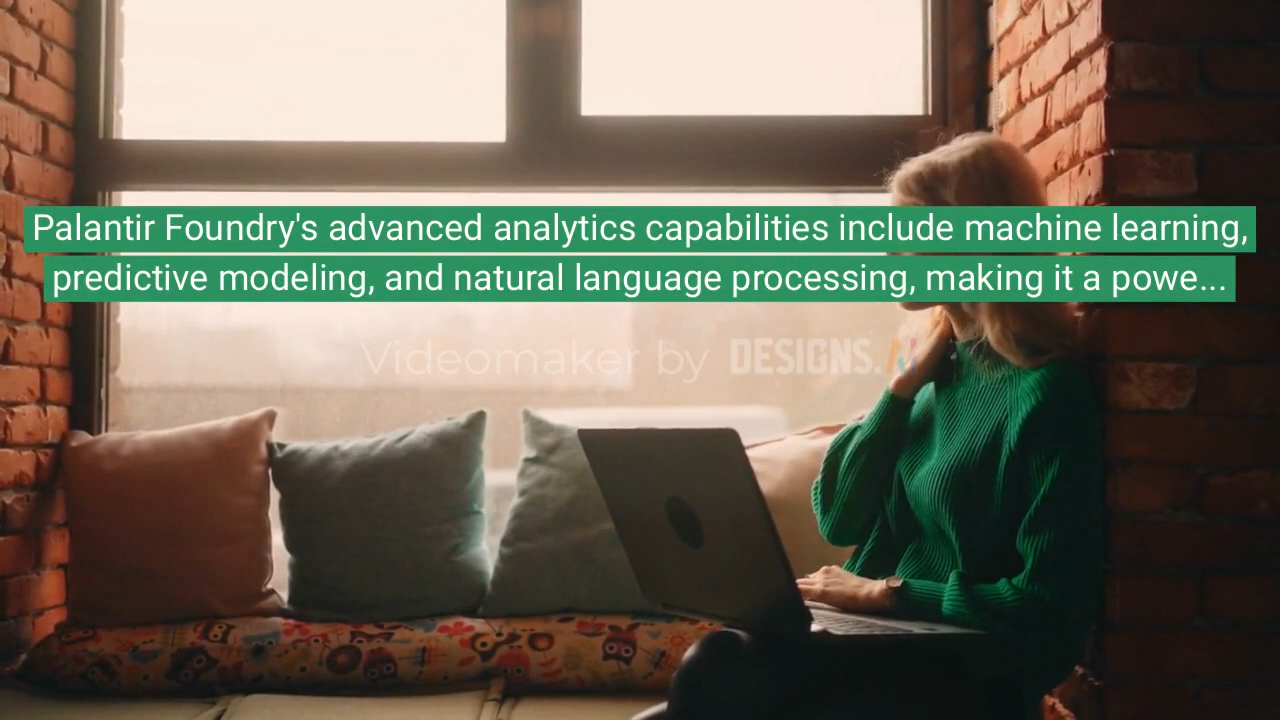 Palantir Foundry's advanced analytics capabilities include machine learning,
predictive modeling, and natural language processing, making it a powe...
Videomaker by DESIGNS.AI